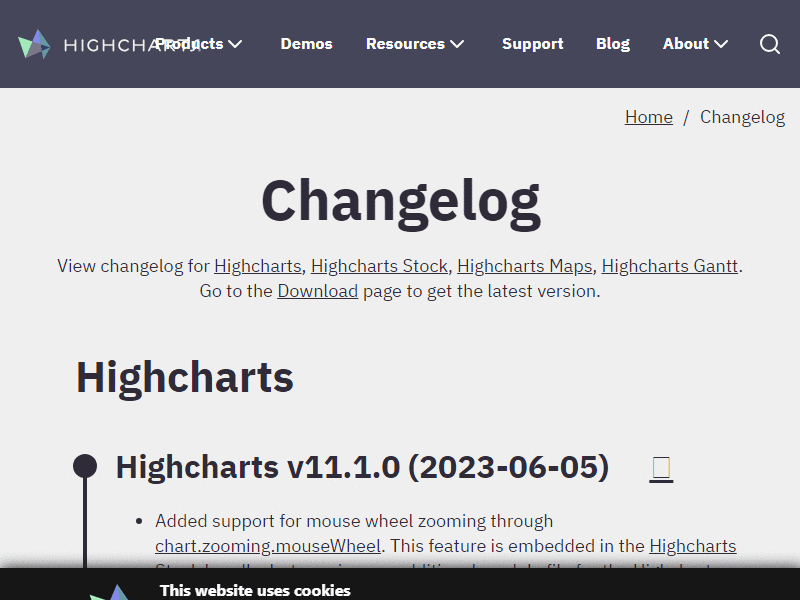 HIGHCHARTS Products Demos Resources Support Blog About
Home / Changelog
Changelog
View changelog for Highcharts, Highcharts Stock, Highcharts Maps, Highcharts Gantt.
Go to the Download page to get the latest version.
Highcharts
Highcharts v11.1.0 (2023-06-05)
• Added support for mouse wheel zooming through
chart.zooming.mouseWheel. This feature is embedded in the Highcharts
This website uses cookies